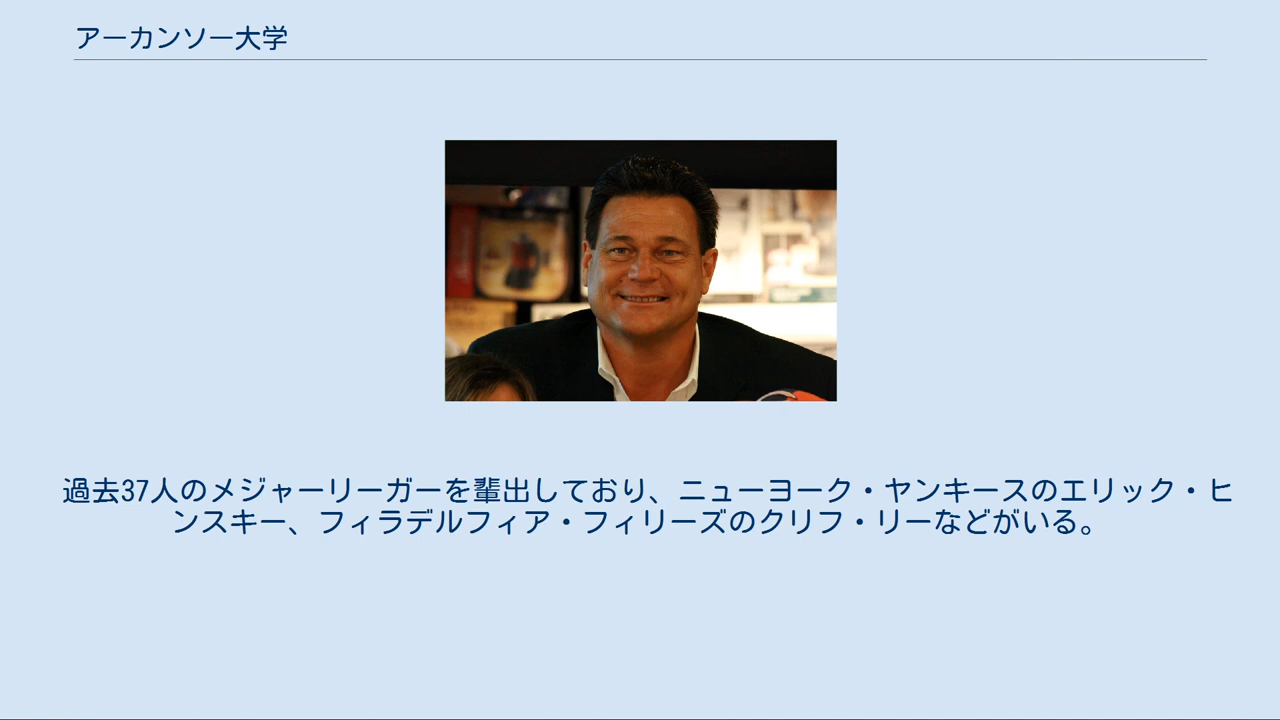 アーカンソー大学
過去37人のメジャーリーガーを輩出しており、ニューヨーク・ヤンキースのエリック・ヒ
ンスキー、フィラデルフィア・フィリーズのクリフ・リーなどがいる。